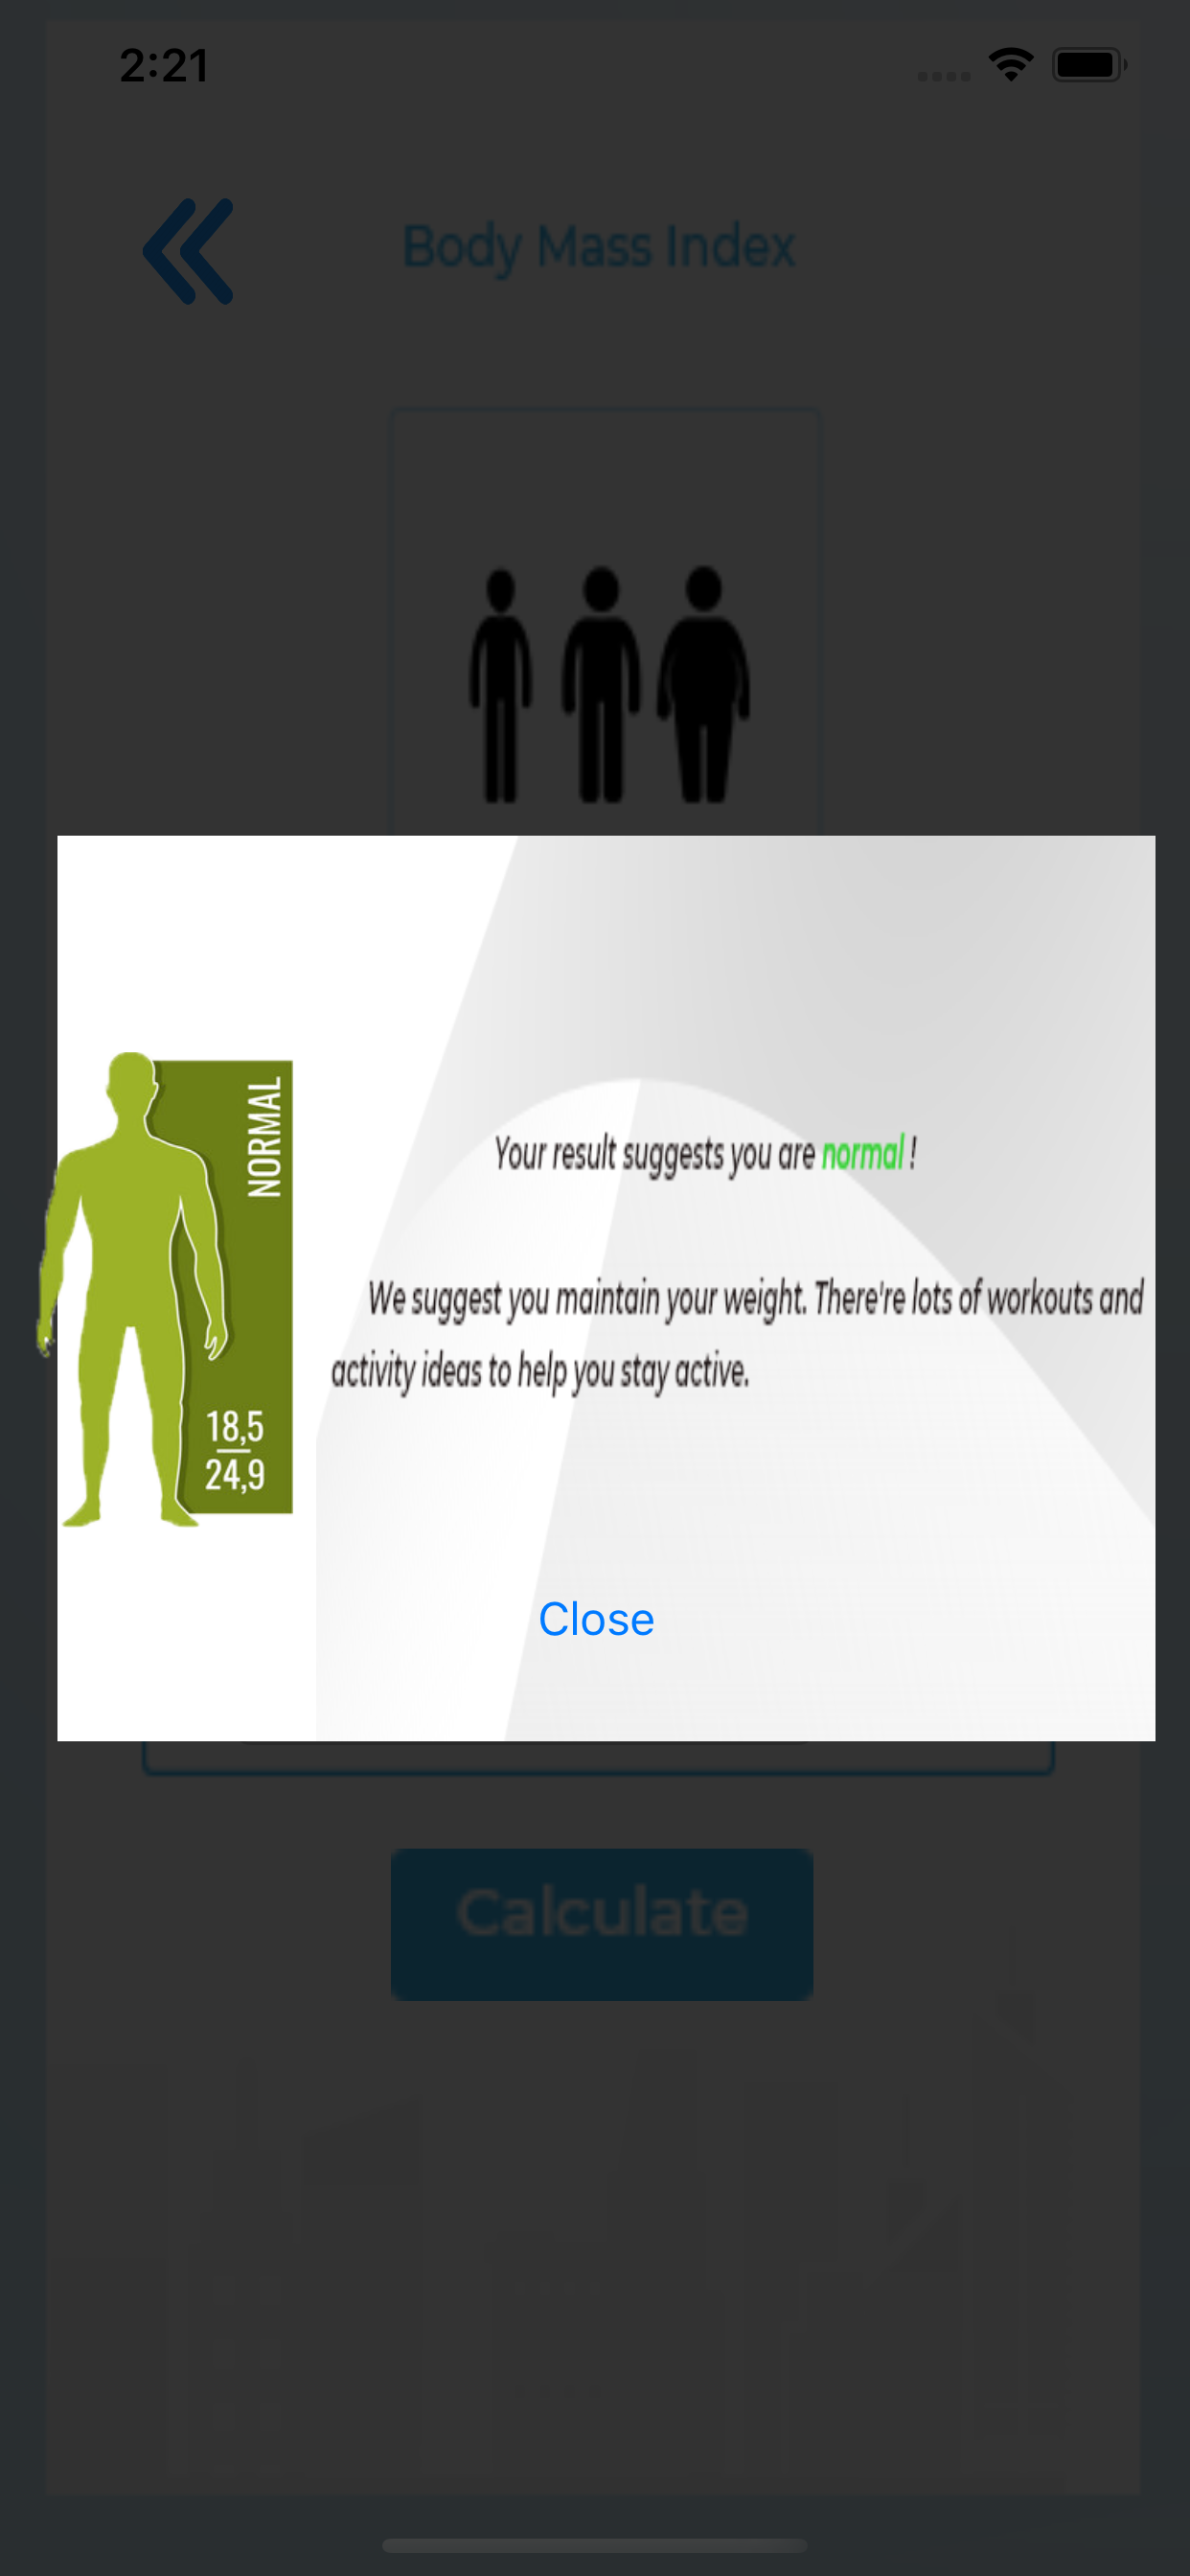 2:21
Body Mass Index
NORMAL
Your result suggests you are normal !
We suggest you maintain your weight. There're lots of workouts and
activity ideas to help you stay active.
18,5
24,9
Close
Calculate